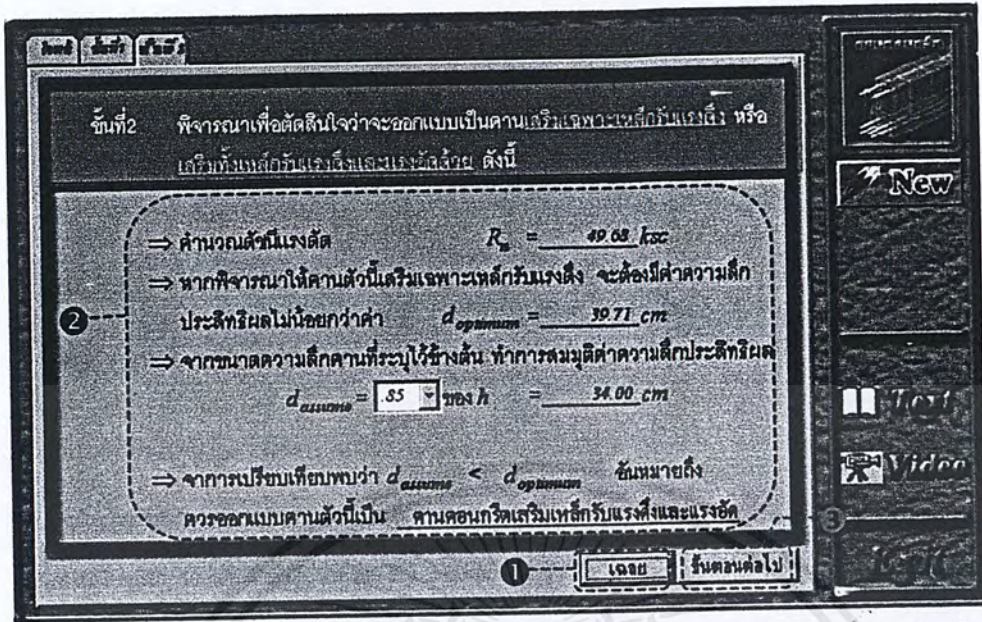 ขั้นที่2 พิจารณาเพื่อตัดสินใจว่าจะออกแบบเป็นคานเสริมเฉพาะเหล็กรับแรงดึง หรือ
เสริมทั้งเหล็กรับแรงดึงและแรงอัดด้วย ดังนี้
New
⇒ คำนวณดัชนีแรงดัด Rn = 49.68 ksc
⇒ หากพิจารณาให้คานตัวนี้เสริมเฉพาะเหล็กรับแรงดึง จะต้องมีค่าความลึก
ประสิทธิผลไม่น้อยกว่าค่า d optimum = 39.71 cm
2
⇒ จากขนาดความลึกคานที่ระบุไว้ข้างต้น ทำการสมมุติค่าความลึกประสิทธิผล
d assume = .85 ของ h = 34.00 cm
Text
Video
⇒ จากการเปรียบเทียบพบว่า d assume < d optimum อันหมายถึง
ควรออกแบบคานตัวนี้เป็น คานคอนกรีตเสริมเหล็กรับแรงดึงและแรงอัด
3
1 เฉลย ขั้นตอนต่อไป
Exit